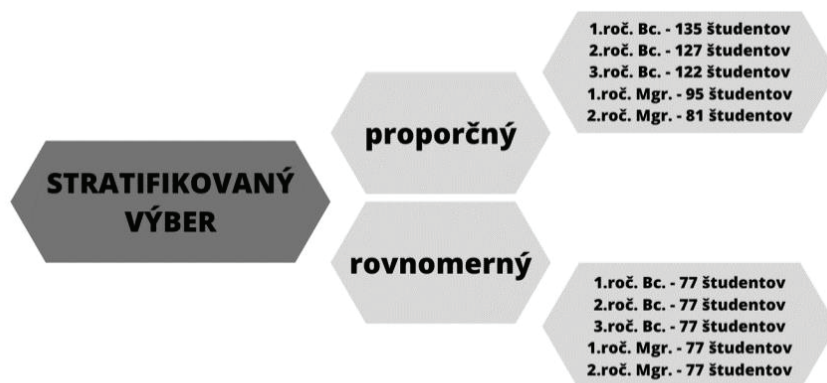 STRATIFIKOVANÝ
VÝBER
proporčný
1.roč. Bc. - 135 študentov
2.roč. Bc. - 127 študentov
3.roč. Bc. - 122 študentov
1.roč. Mgr. - 95 študentov
2.roč. Mgr. - 81 študentov
rovnomerný
1.roč. Bc. - 77 študentov
2.roč. Bc. - 77 študentov
3.roč. Bc. - 77 študentov
1.roč. Mgr. - 77 študentov
2.roč. Mgr. - 77 študentov